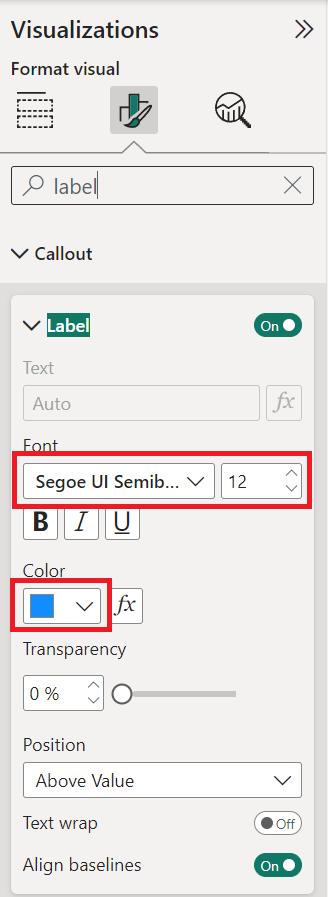 Visualizations
Format visual
label
Callout
Label
On
Text
Auto
fx
Font
Segoe UI Semib...
12
B I U
Color
fx
Transparency
0 %
Position
Above Value
Text wrap
Off
Align baselines
On